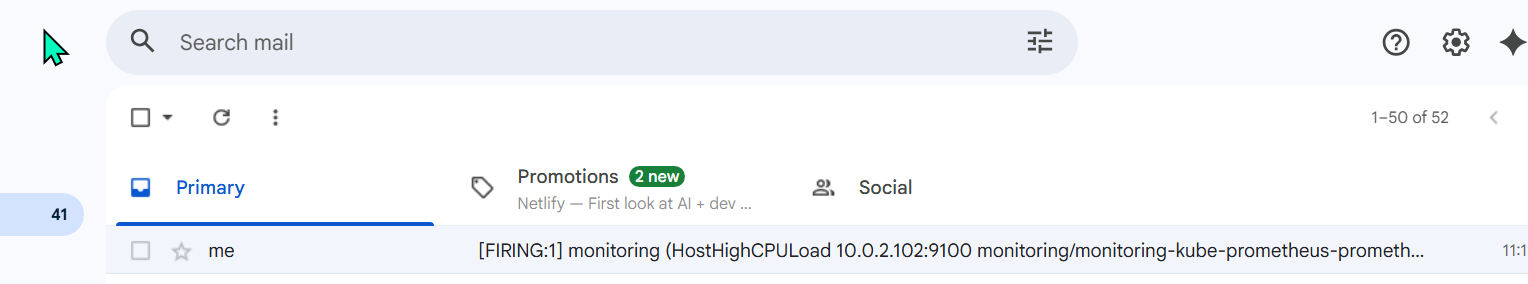 Search mail
1–50 of 52
Primary
Promotions 2 new
Netlify — First look at AI + dev ...
Social
41
me [FIRING:1] monitoring (HostHighCPULoad 10.0.2.102:9100 monitoring/monitoring-kube-prometheus-prometh... 11:1